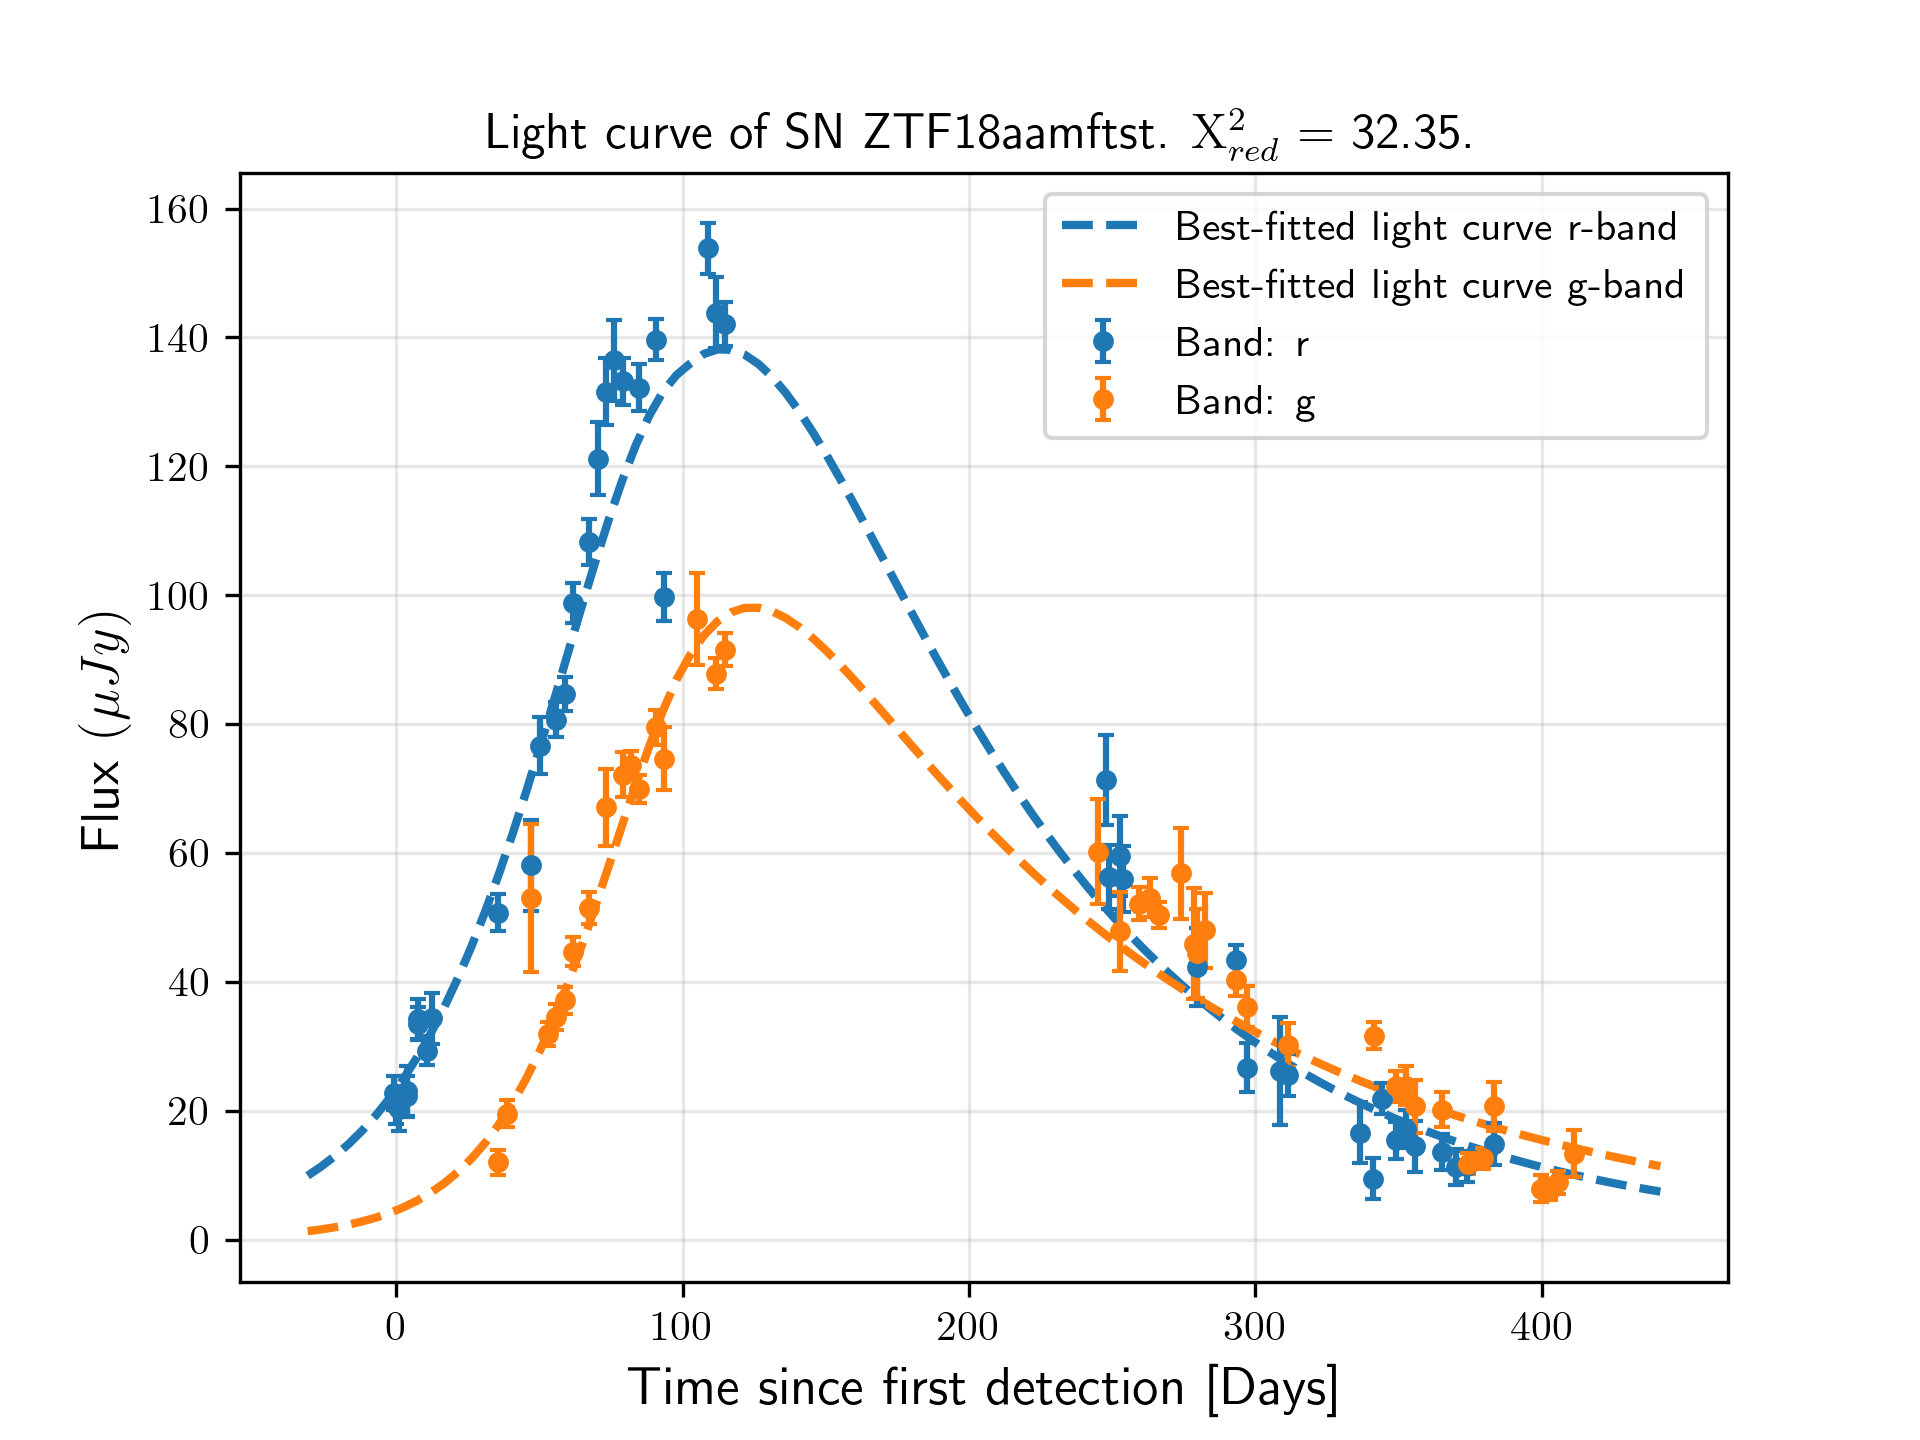 Light curve of SN ZTF18aamftst. X²_red = 32.35.
160
140
120
100
80
60
40
20
0
Flux (μJy)
Best-fitted light curve r-band
Best-fitted light curve g-band
Band: r
Band: g
0 100 200 300 400
Time since first detection [Days]